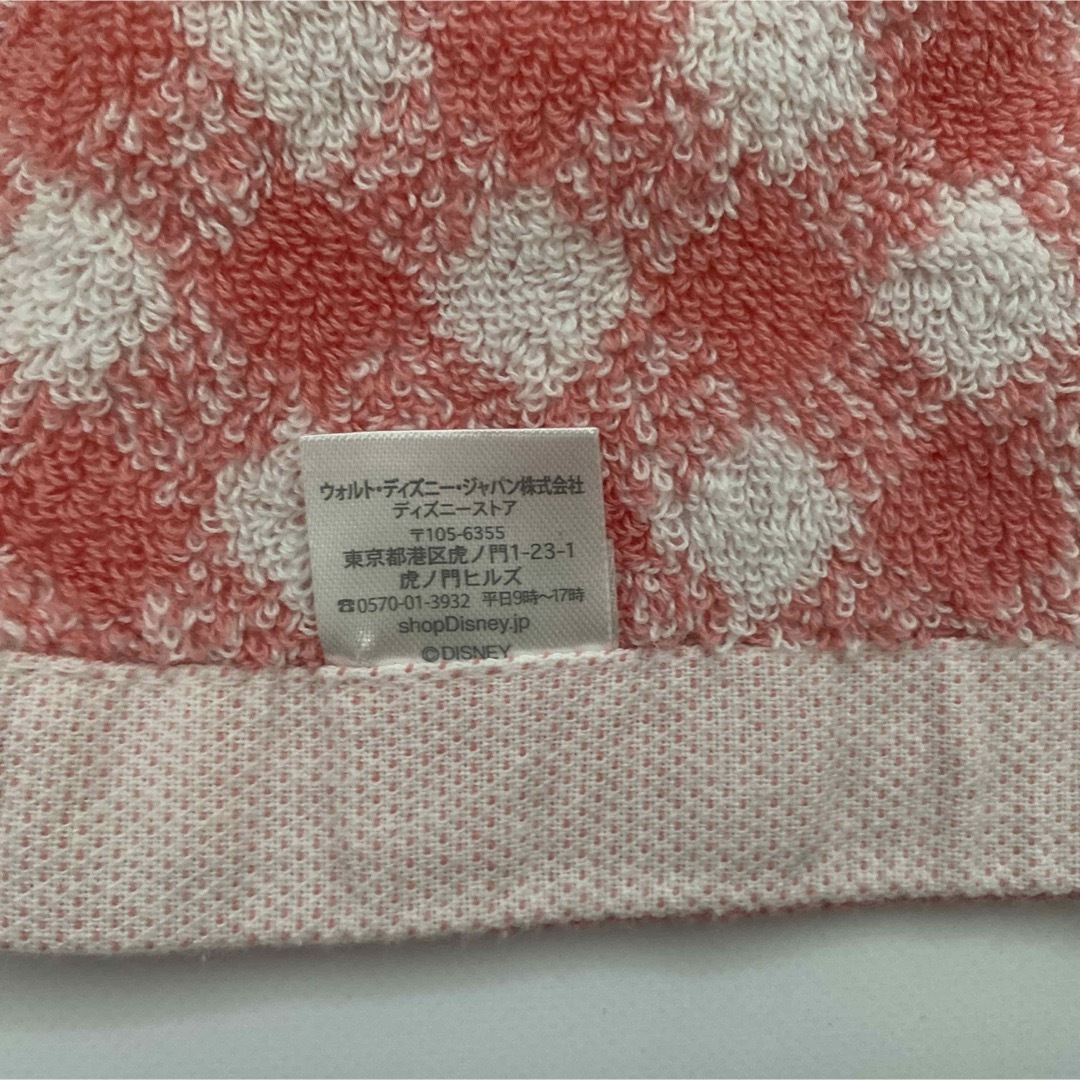 ウォルト・ディズニー・ジャパン株式会社
ディズニーストア
〒105-6355
東京都港区虎ノ門1-23-1
虎ノ門ヒルズ
☎0570-01-3932 平日9時～17時
shopDisney.jp
©DISNEY